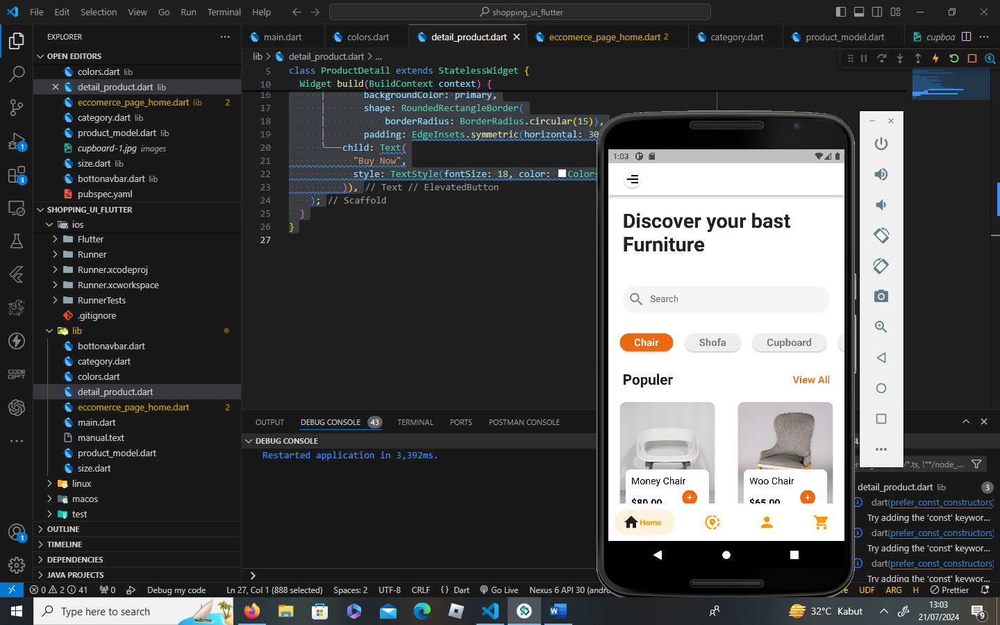 File Edit Selection View Go Run Terminal Help
shopping_ui_flutter
EXPLORER
OPEN EDITORS
colors.dart lib
detail_product.dart lib
eccomerce_page_home.dart lib 2
category.dart lib
product_model.dart lib
cupboard-1.jpg images
size.dart lib
bottonavbar.dart lib
pubspec.yaml
SHOPPING_UI_FLUTTER
ios
Flutter
Runner
Runner.xcodeproj
Runner.xcworkspace
RunnerTests
.gitignore
lib
bottonavbar.dart
category.dart
colors.dart
detail_product.dart
eccomerce_page_home.dart 2
main.dart
manual.text
product_model.dart
size.dart
linux
macos
test
OUTLINE
TIMELINE
DEPENDENCIES
JAVA PROJECTS
1
3
CODE
GPT
1
main.dart colors.dart detail_product.dart eccomerce_page_home.dart 2 category.dart product_model.dart cupboa
lib > detail_product.dart > ...
5 class ProductDetail extends StatelessWidget {
10 Widget build(BuildContext context) {
16 backgroundColor: primary,
17 shape: RoundedRectangleBorder(
18 borderRadius: BorderRadius.circular(15)),
19 padding: EdgeInsets.symmetric(horizontal: 30
20 child: Text(
21 "Buy Now",
22 style: TextStyle(fontSize: 18, color: Colors
23 )), // Text // ElevatedButton
24 ); // Scaffold
25 }
26 }
27
OUTPUT DEBUG CONSOLE 43 TERMINAL PORTS POSTMAN CONSOLE
DEBUG CONSOLE
Restarted application in 3,392ms.
1:03
Discover your bast
Furniture
Search
Chair Shofa Cupboard
Populer View All
Money Chair
$80.00
Woo Chair
$65.00
Home
/*.ts, !**/node_...
detail_product.dart lib 3
dart(prefer_const_constructors)
Try adding the 'const' keywor...
dart(prefer_const_constructors)
Try adding the 'const' keywor...
dart(prefer_const_constructors)
Try adding the 'const' keywor...
0 2 41 0 Debug my code Ln 27, Col 1 (888 selected) Spaces: 2 UTF-8 CRLF {} Dart Go Live Nexus 6 API 30 (andro UDF ARG H Prettier
Type here to search
32°C Kabut
13:03
21/07/2024
9